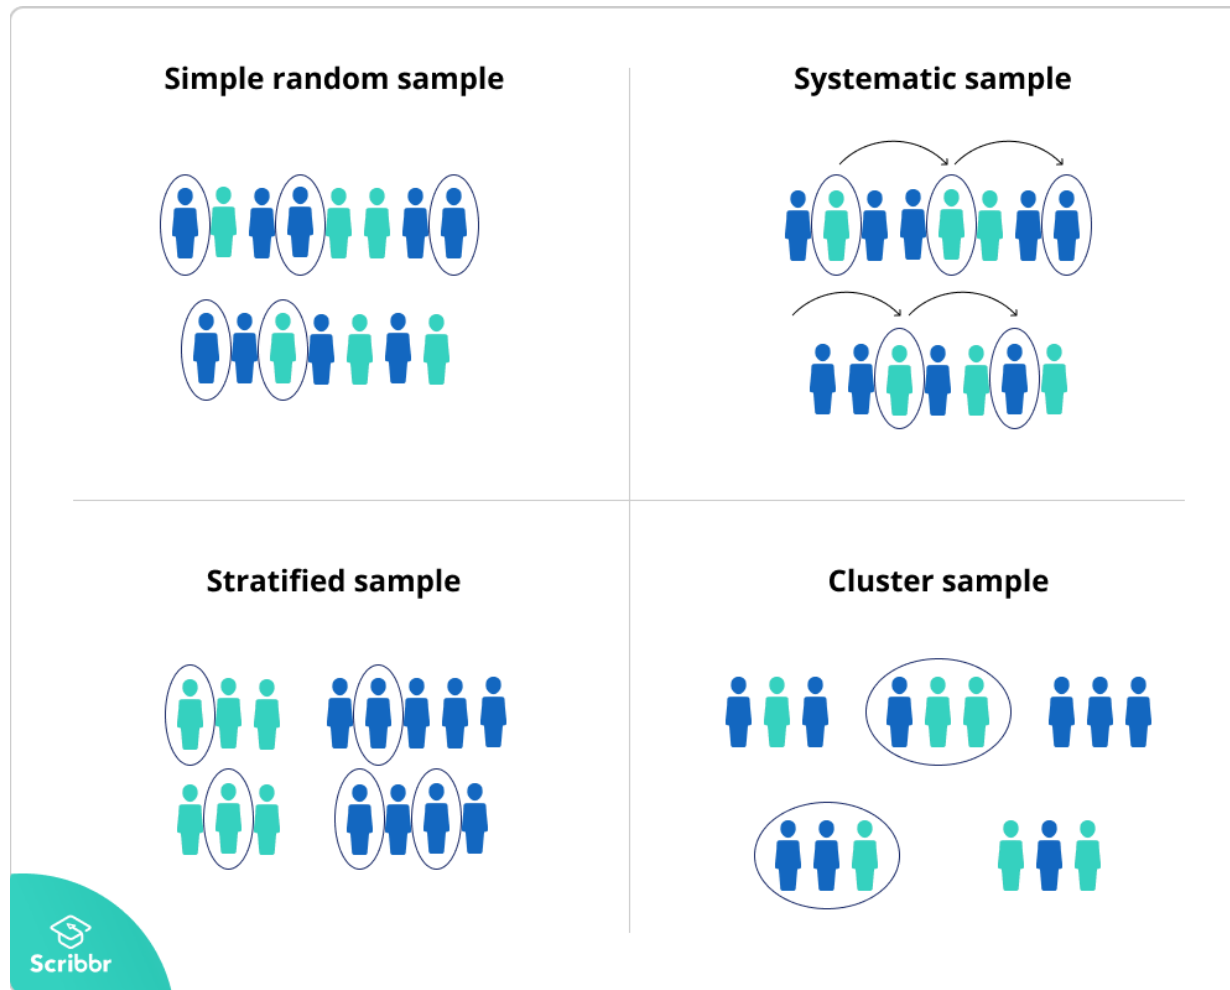 Simple random sample
Systematic sample
Stratified sample
Cluster sample
Scribbr